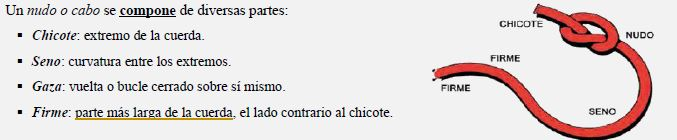 Un nudo o cabo se compone de diversas partes:
▪ Chicote: extremo de la cuerda.
▪ Seno: curvatura entre los extremos.
▪ Gaza: vuelta o bucle cerrado sobre sí mismo.
▪ Firme: parte más larga de la cuerda, el lado contrario al chicote.
CHICOTE
NUDO
FIRME
FIRME
SENO